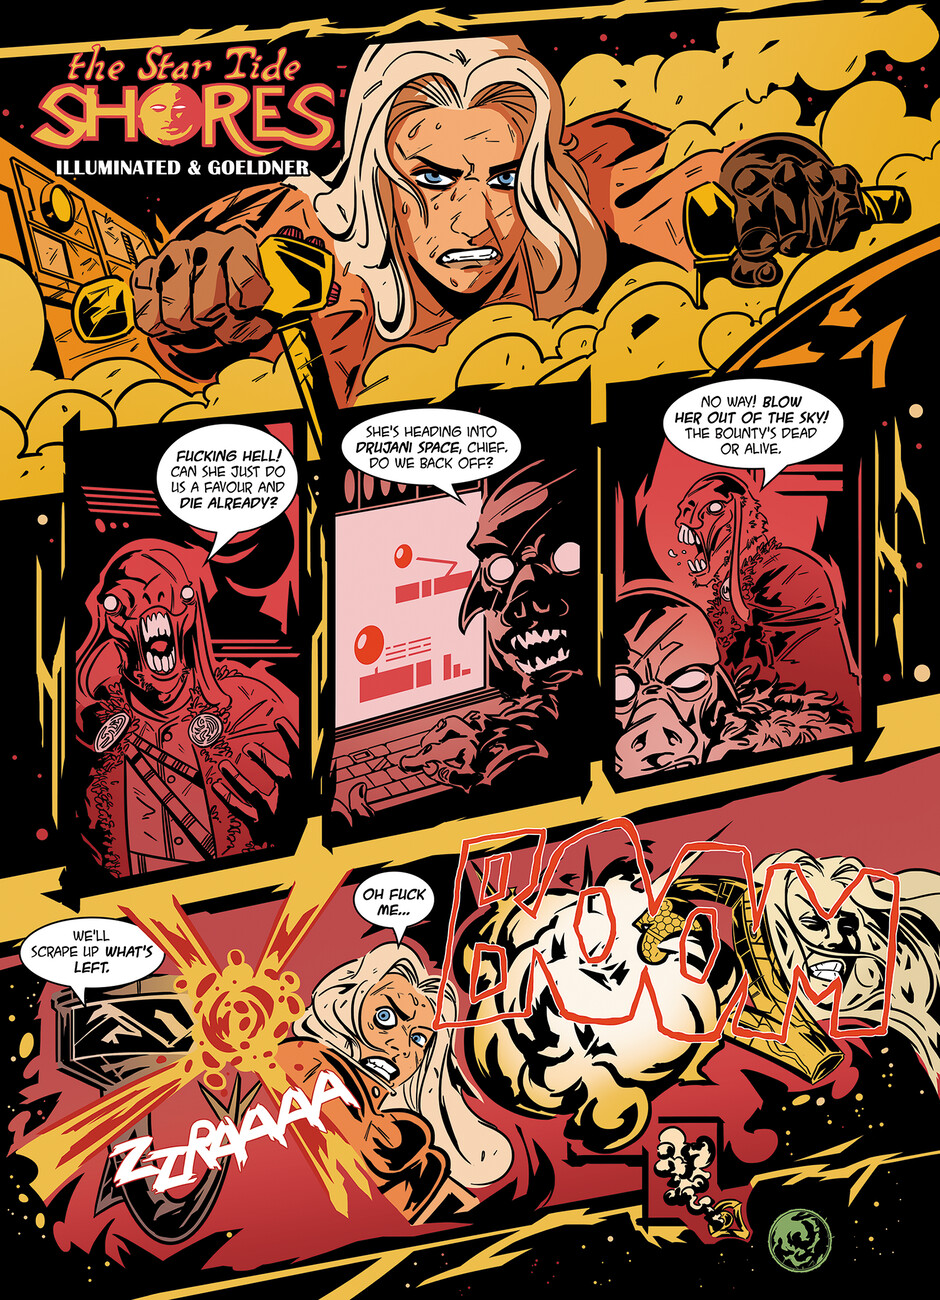 the Star Tide
SHORES
ILLUMINATED & GOELDNER
FUCKING HELL!
CAN SHE JUST DO
US A FAVOUR AND
DIE ALREADY?
SHE'S HEADING INTO
DRUJANI SPACE, CHIEF.
DO WE BACK OFF?
NO WAY! BLOW
HER OUT OF THE SKY!
THE BOUNTY'S DEAD
OR ALIVE.
WE'LL
SCRAPE UP WHAT'S
LEFT.
ZZRAAAAA
OH FUCK
ME...
BOOOM